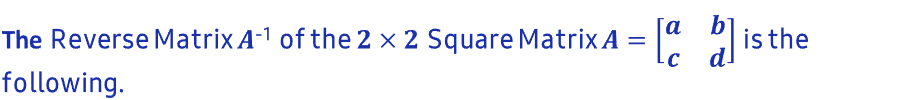 The Reverse Matrix A⁻¹ of the 2 × 2 Square Matrix A = [a b; c d] is the
following.